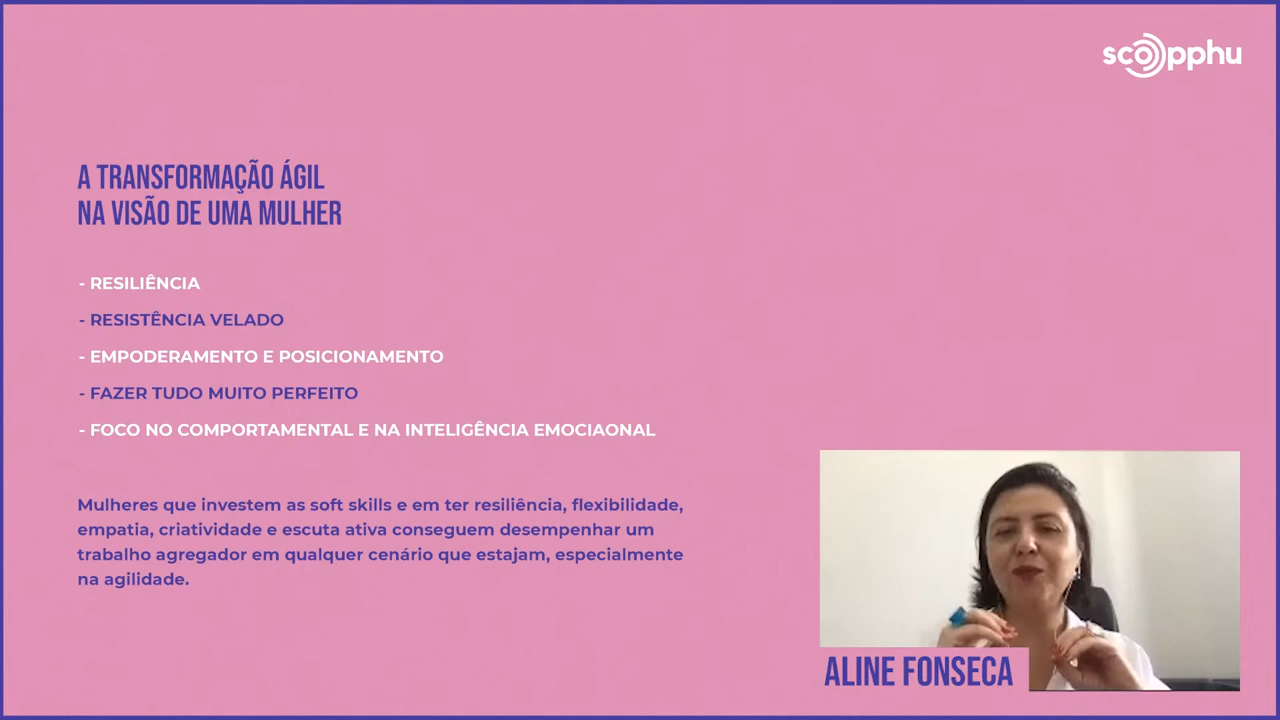 scopphu
A TRANSFORMAÇÃO ÁGIL
NA VISÃO DE UMA MULHER
- RESILIÊNCIA
- RESISTÊNCIA VELADO
- EMPODERAMENTO E POSICIONAMENTO
- FAZER TUDO MUITO PERFEITO
- FOCO NO COMPORTAMENTAL E NA INTELIGÊNCIA EMOCIAONAL
Mulheres que investem as soft skills e em ter resiliência, flexibilidade,
empatia, criatividade e escuta ativa conseguem desempenhar um
trabalho agregador em qualquer cenário que estajam, especialmente
na agilidade.
ALINE FONSECA